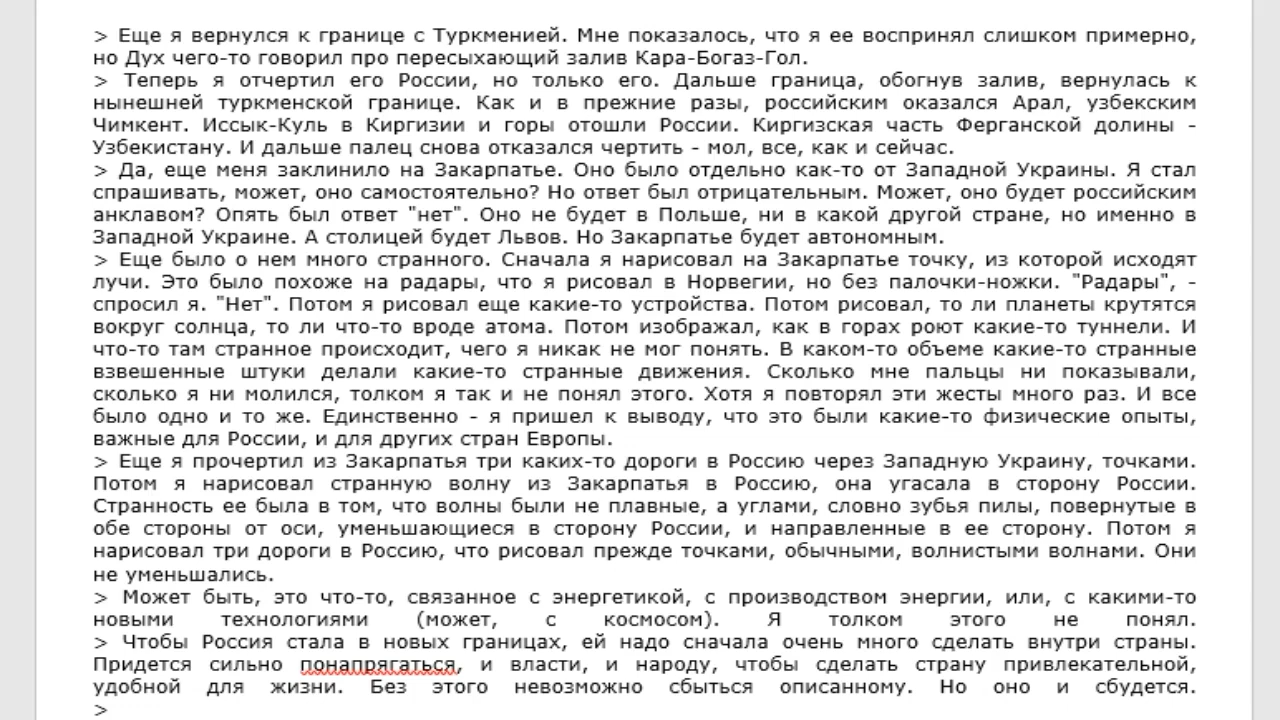 > Еще я вернулся к границе с Туркменией. Мне показалось, что я ее воспринял слишком примерно,
но Дух чего-то говорил про пересыхающий залив Кара-Богаз-Гол.
> Теперь я отчертил его России, но только его. Дальше граница, обогнув залив, вернулась к
нынешней туркменской границе. Как и в прежние разы, российским оказался Арал, узбекским
Чимкент. Иссык-Куль в Киргизии и горы отошли России. Киргизская часть Ферганской долины -
Узбекистану. И дальше палец снова отказался чертить - мол, все, как и сейчас.
> Да, еще меня заклинило на Закарпатье. Оно было отдельно как-то от Западной Украины. Я стал
спрашивать, может, оно самостоятельно? Но ответ был отрицательным. Может, оно будет российским
анклавом? Опять был ответ "нет". Оно не будет в Польше, ни в какой другой стране, но именно в
Западной Украине. А столицей будет Львов. Но Закарпатье будет автономным.
> Еще было о нем много странного. Сначала я нарисовал на Закарпатье точку, из которой исходят
лучи. Это было похоже на радары, что я рисовал в Норвегии, но без палочки-ножки. "Радары", -
спросил я. "Нет". Потом я рисовал еще какие-то устройства. Потом рисовал, то ли планеты крутятся
вокруг солнца, то ли что-то вроде атома. Потом изображал, как в горах роют какие-то туннели. И
что-то там странное происходит, чего я никак не мог понять. В каком-то объеме какие-то странные
взвешенные штуки делали какие-то странные движения. Сколько мне пальцы ни показывали,
сколько я ни молился, толком я так и не понял этого. Хотя я повторял эти жесты много раз. И все
было одно и то же. Единственно - я пришел к выводу, что это были какие-то физические опыты,
важные для России, и для других стран Европы.
> Еще я прочертил из Закарпатья три каких-то дороги в Россию через Западную Украину, точками.
Потом я нарисовал странную волну из Закарпатья в Россию, она угасала в сторону России.
Странность ее была в том, что волны были не плавные, а углами, словно зубья пилы, повернутые в
обе стороны от оси, уменьшающиеся в сторону России, и направленные в ее сторону. Потом я
нарисовал три дороги в Россию, что рисовал прежде точками, обычными, волнистыми волнами. Они
не уменьшались.
> Может быть, это что-то, связанное с энергетикой, с производством энергии, или, с какими-то
новыми технологиями (может, с космосом). Я толком этого не понял.
> Чтобы Россия стала в новых границах, ей надо сначала очень много сделать внутри страны.
Придется сильно понапрягаться, и власти, и народу, чтобы сделать страну привлекательной,
удобной для жизни. Без этого невозможно сбыться описанному. Но оно и сбудется.
>